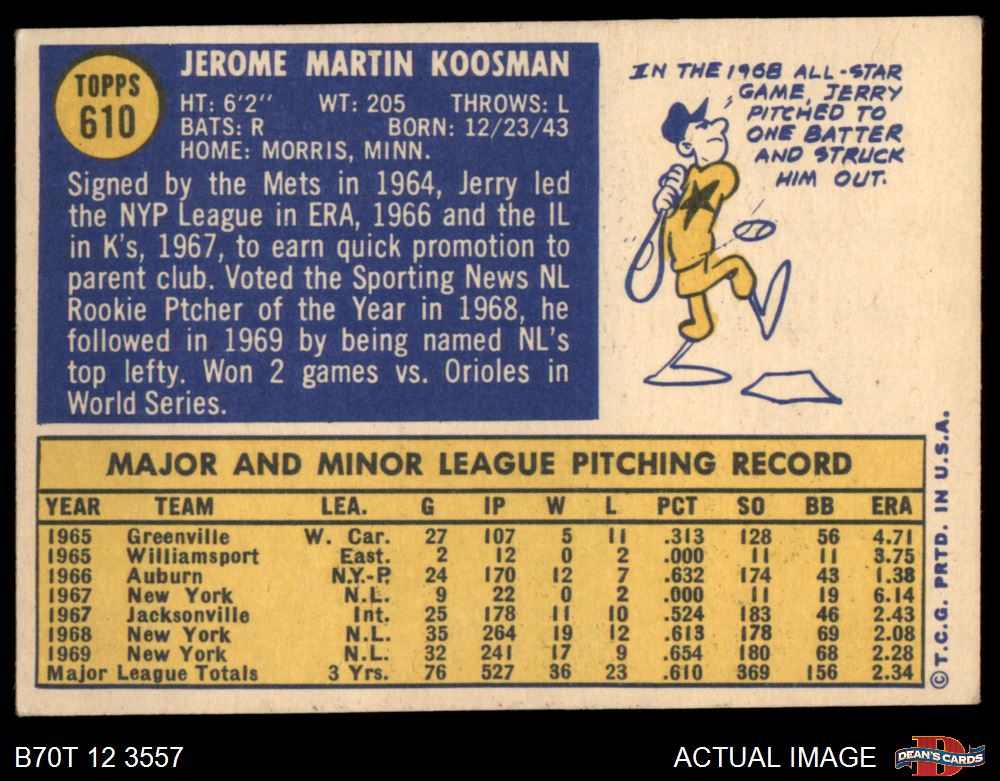 TOPPS
610
JEROME MARTIN KOOSMAN
HT: 6'2" WT: 205 THROWS: L
BATS: R BORN: 12/23/43
HOME: MORRIS, MINN.
Signed by the Mets in 1964, Jerry led
the NYP League in ERA, 1966 and the IL
in K's, 1967, to earn quick promotion to
parent club. Voted the Sporting News NL
Rookie Ptcher of the Year in 1968, he
followed in 1969 by being named NL's
top lefty. Won 2 games vs. Orioles in
World Series.
IN THE 1968 ALL-STAR
GAME, JERRY
PITCHED TO
ONE BATTER
AND STRUCK
HIM OUT.
MAJOR AND MINOR LEAGUE PITCHING RECORD
YEAR TEAM LEA. G IP W L PCT SO BB ERA
1965 Greenville W. Car. 27 107 5 11 .313 128 56 4.71
1965 Williamsport East. 2 12 0 2 .000 11 11 3.75
1966 Auburn N.Y.-P. 24 170 12 7 .632 174 43 1.38
1967 New York N.L. 9 22 0 2 .000 11 19 6.14
1967 Jacksonville Int. 25 178 11 10 .524 183 46 2.43
1968 New York N.L. 35 264 19 12 .613 178 69 2.08
1969 New York N.L. 32 241 17 9 .654 180 68 2.28
Major League Totals 3 Yrs. 76 527 36 23 .610 369 156 2.34
© T.C.G. PRTD. IN U.S.A.
B70T 12 3557
ACTUAL IMAGE
D
DEAN'S CARDS